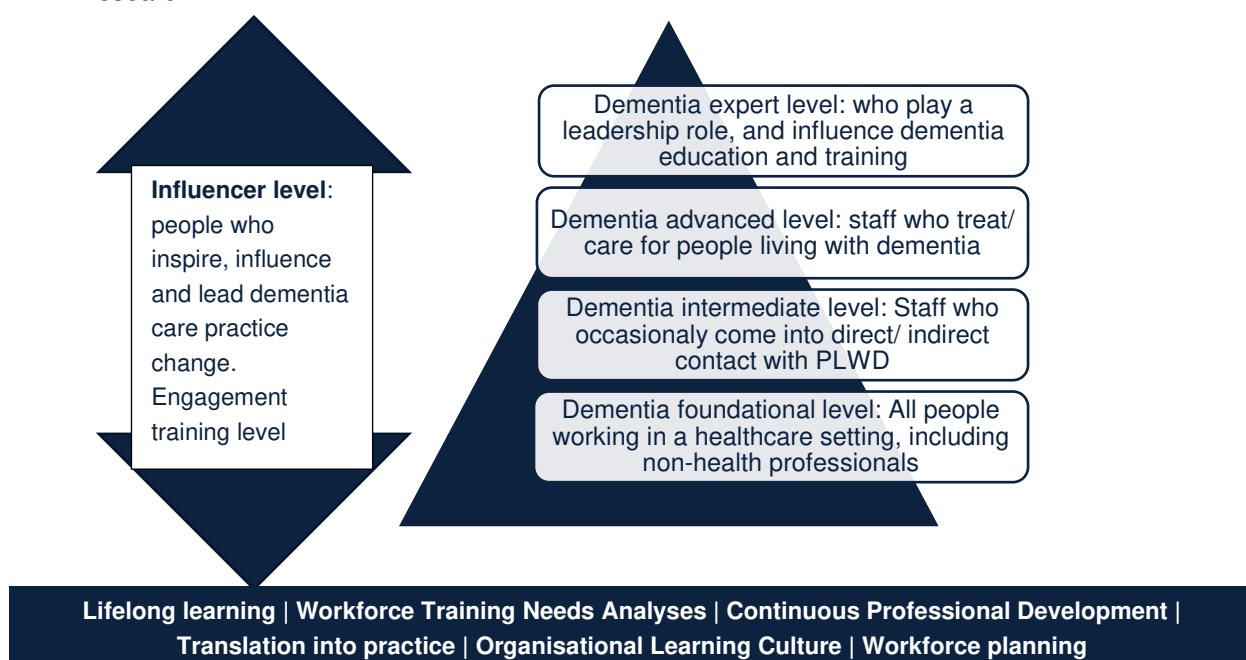 Influencer level:
people who
inspire, influence
and lead dementia
care practice
change.
Engagement
training level
Dementia expert level: who play a
leadership role, and influence dementia
education and training
Dementia advanced level: staff who treat/
care for people living with dementia
Dementia intermediate level: Staff who
occasionaly come into direct/ indirect
contact with PLWD
Dementia foundational level: All people
working in a healthcare setting, including
non-health professionals
Lifelong learning | Workforce Training Needs Analyses | Continuous Professional Development |
Translation into practice | Organisational Learning Culture | Workforce planning